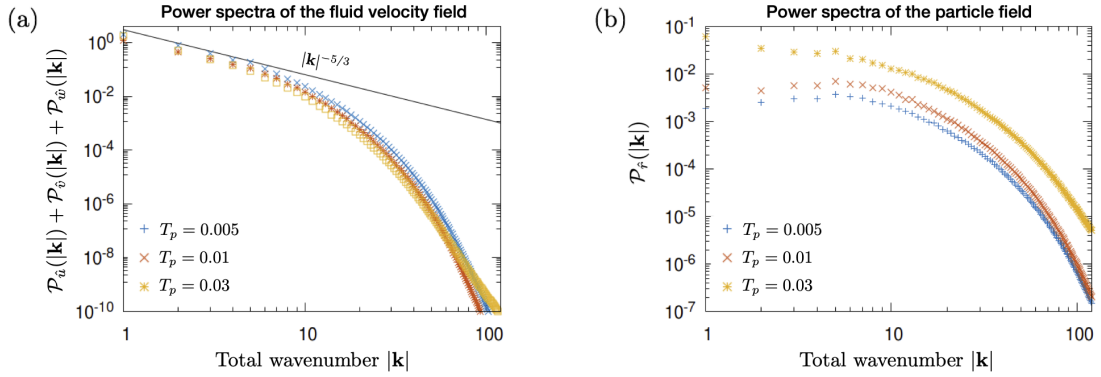 (a)
Power spectra of the fluid velocity field
10^0
10^{-2}
10^{-4}
10^{-6}
10^{-8}
10^{-10}
𝒫_û(|𝐤|) + 𝒫_v̂(|𝐤|) + 𝒫_ŵ(|𝐤|)
|𝐤|^{-5/3}
T_p = 0.005
T_p = 0.01
T_p = 0.03
1 10 100
Total wavenumber |𝐤|
(b)
Power spectra of the particle field
10^{-1}
10^{-2}
10^{-3}
10^{-4}
10^{-5}
10^{-6}
10^{-7}
𝒫_r̂(|𝐤|)
T_p = 0.005
T_p = 0.01
T_p = 0.03
1 10 100
Total wavenumber |𝐤|